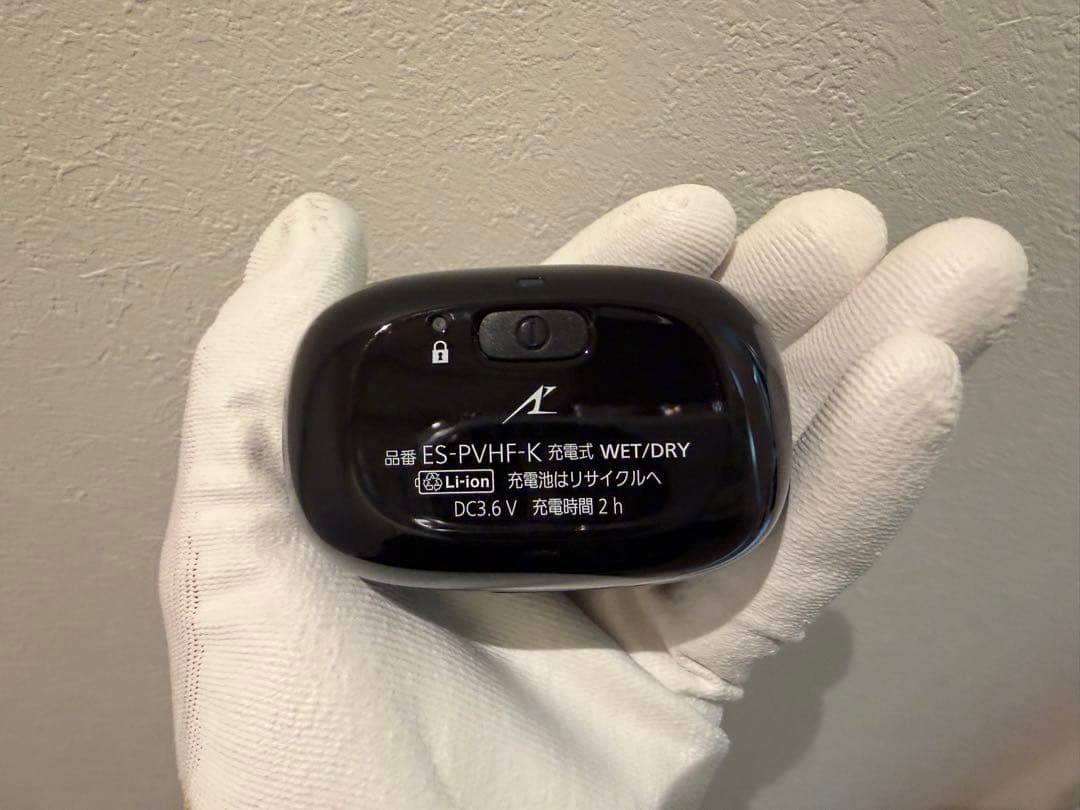 品番 ES-PVHF-K 充電式 WET/DRY
Li-ion 充電池はリサイクルへ
DC3.6 V 充電時間 2 h